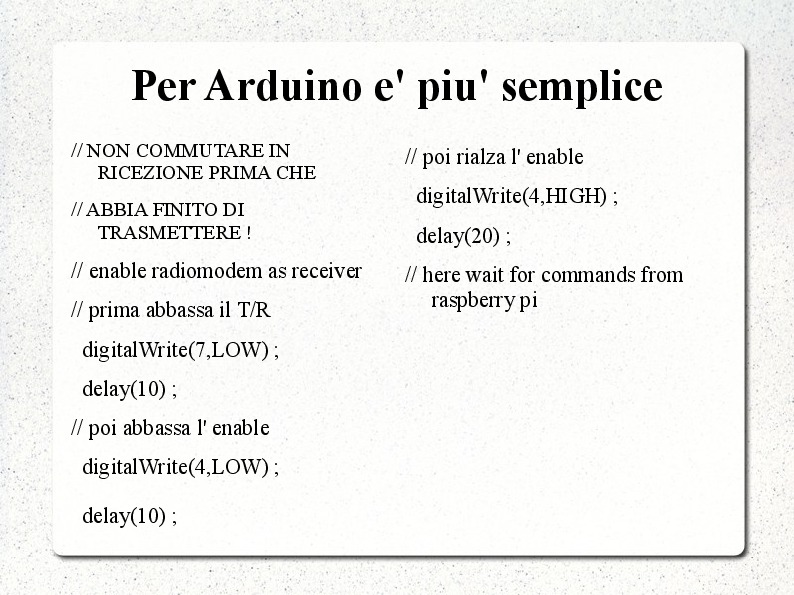 Per Arduino e' piu' semplice
// NON COMMUTARE IN
RICEZIONE PRIMA CHE
// ABBIA FINITO DI
TRASMETTERE !
// enable radiomodem as receiver
// prima abbassa il T/R
digitalWrite(7,LOW) ;
delay(10) ;
// poi abbassa l' enable
digitalWrite(4,LOW) ;
delay(10) ;
// poi rialza l' enable
digitalWrite(4,HIGH) ;
delay(20) ;
// here wait for commands from
raspberry pi